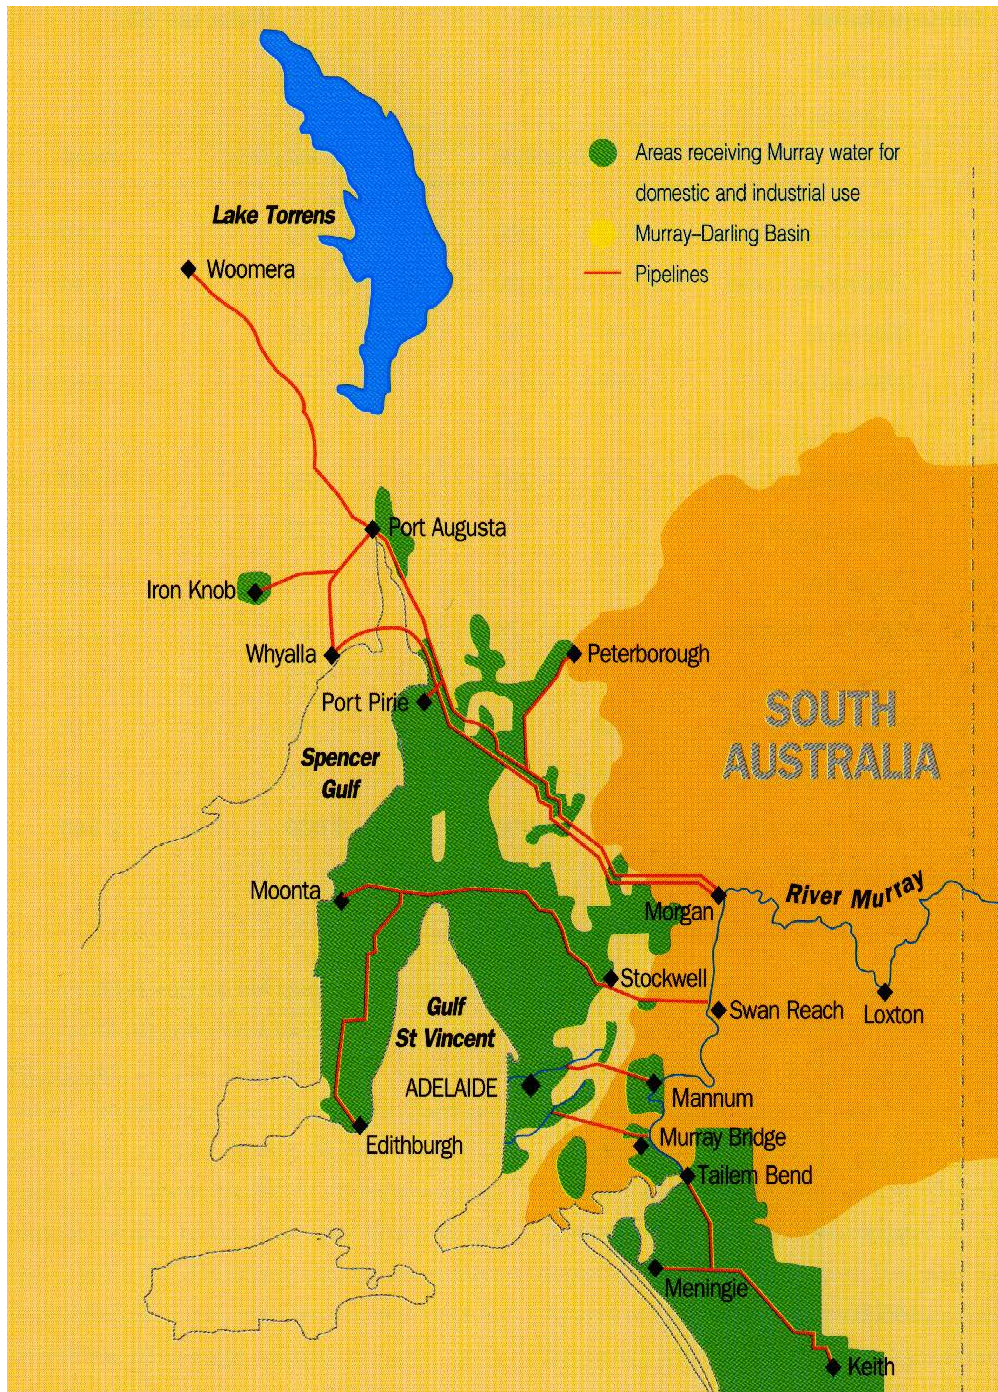 Areas receiving Murray water for
domestic and industrial use
Murray–Darling Basin
Pipelines
Lake Torrens
Woomera
Port Augusta
Iron Knob
Whyalla
Peterborough
Port Pirie
SOUTH
AUSTRALIA
Spencer
Gulf
Moonta
River Murray
Morgan
Stockwell
Swan Reach
Loxton
Gulf
St Vincent
ADELAIDE
Mannum
Edithburgh
Murray Bridge
Tailem Bend
Meningie
Keith